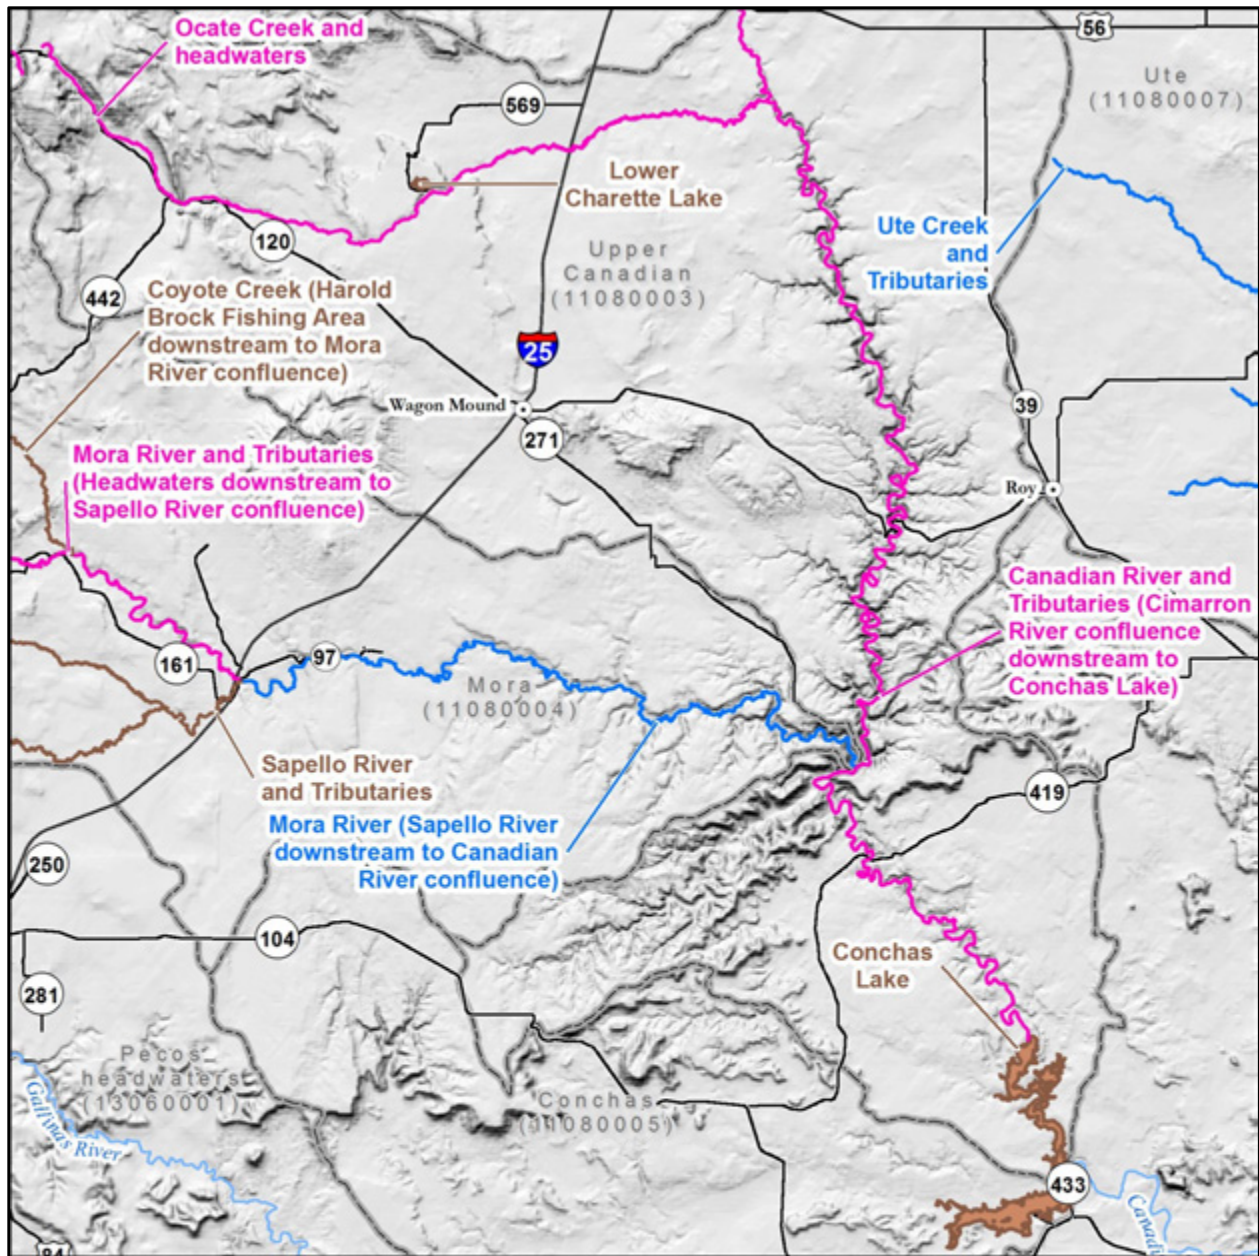 Ocate Creek and
headwaters
56
Ute
(11080007)
569
Lower
Charette Lake
Ute Creek
and
Tributaries
120
Upper
Canadian
(11080003)
442
Coyote Creek (Harold
Brock Fishing Area
downstream to Mora
River confluence)
25
Wagon Mound
39
271
Mora River and Tributaries
(Headwaters downstream to
Sapello River confluence)
Roy
Canadian River and
Tributaries (Cimarron
River confluence
downstream to
Conchas Lake)
161
97
Mora
(11080004)
Sapello River
and Tributaries
419
Mora River (Sapello River
downstream to Canadian
River confluence)
250
104
Conchas
Lake
281
Pecos
headwaters
(13060001)
Gallinas River
Conchas
(11080005)
433
Canadi
84